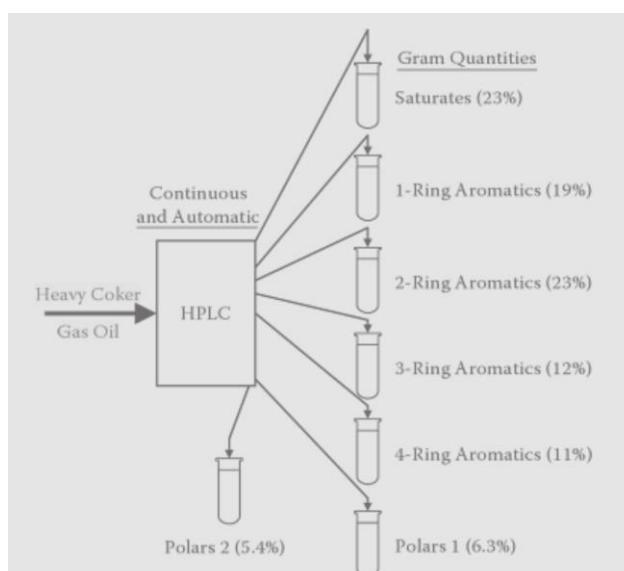 Gram Quantities
Saturates (23%)
Continuous
and Automatic
1-Ring Aromatics (19%)
2-Ring Aromatics (23%)
Heavy Coker
Gas Oil
HPLC
3-Ring Aromatics (12%)
4-Ring Aromatics (11%)
Polars 2 (5.4%)
Polars 1 (6.3%)